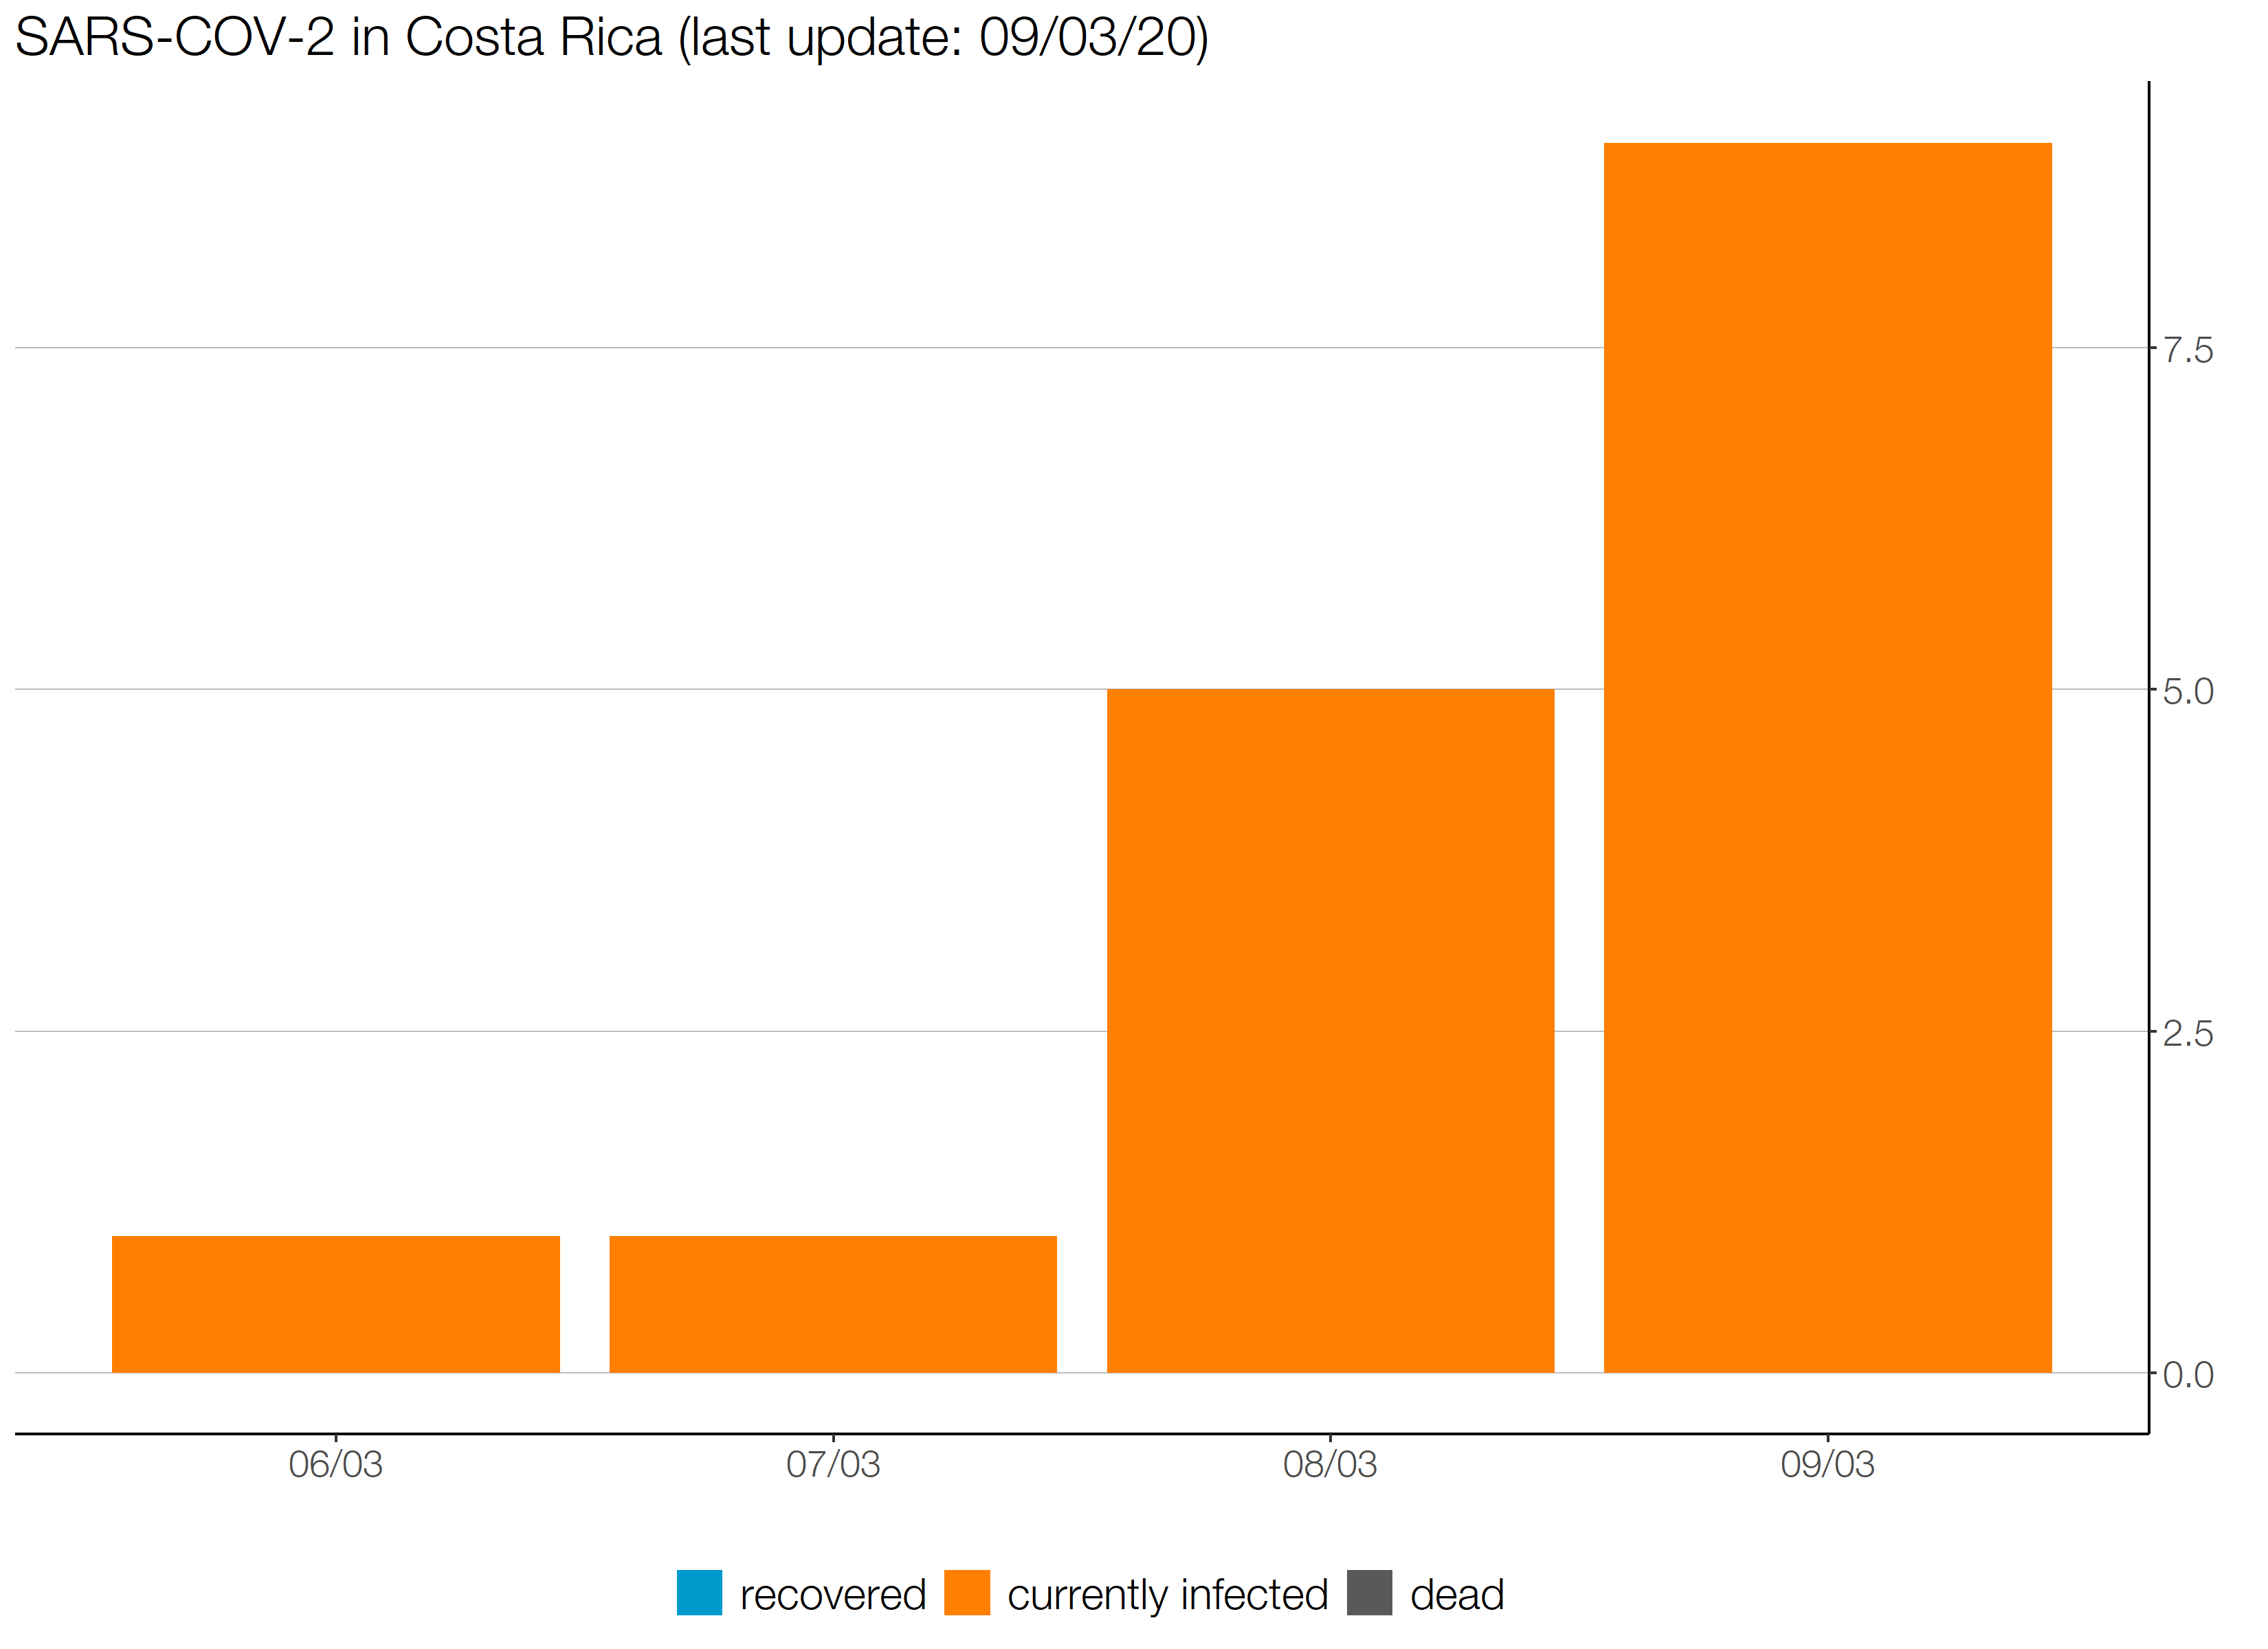 SARS-COV-2 in Costa Rica (last update: 09/03/20)
7.5
5.0
2.5
0.0
06/03 07/03 08/03 09/03
recovered currently infected dead